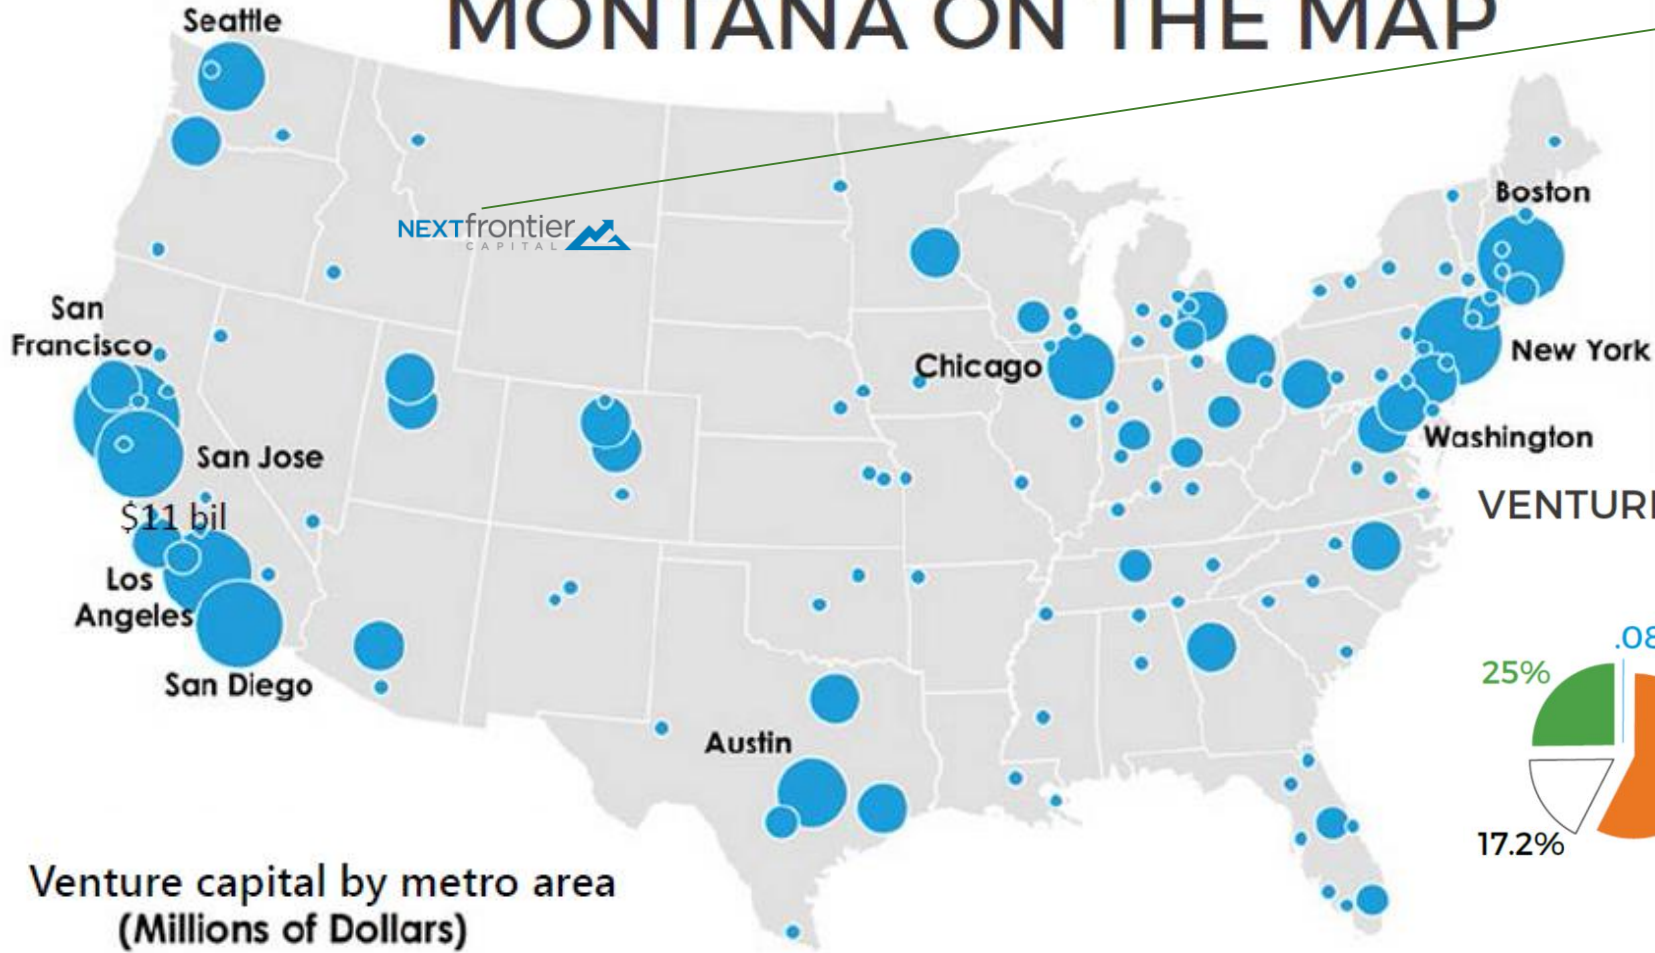 MONTANA ON THE MAP
Seattle
NEXTfrontier
CAPITAL
Boston
San
Francisco
Chicago
New York
San Jose
Washington
$11 bil
VENTUR
Los
Angeles
.08
25%
San Diego
Austin
17.2%
Venture capital by metro area
(Millions of Dollars)